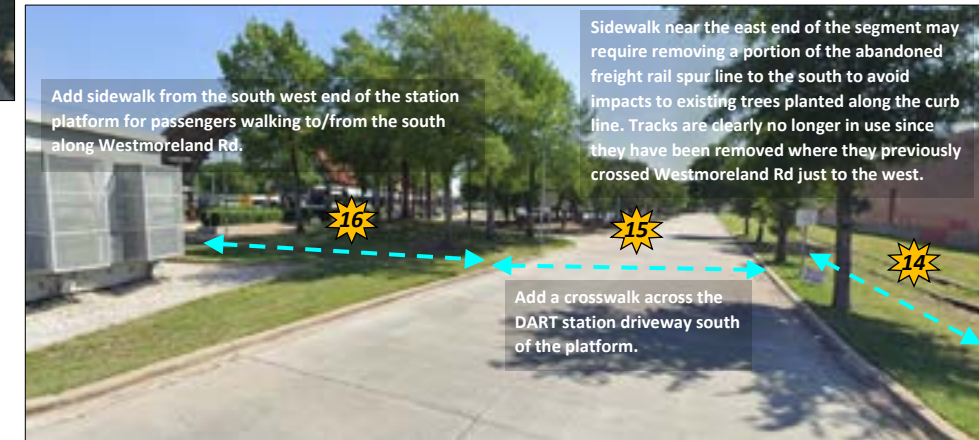 Sidewalk near the east end of the segment may
require removing a portion of the abandoned
freight rail spur line to the south to avoid
impacts to existing trees planted along the curb
line. Tracks are clearly no longer in use since
they have been removed where they previously
crossed Westmoreland Rd just to the west.
Add sidewalk from the south west end of the station
platform for passengers walking to/from the south
along Westmoreland Rd.
16
15
14
Add a crosswalk across the
DART station driveway south
of the platform.